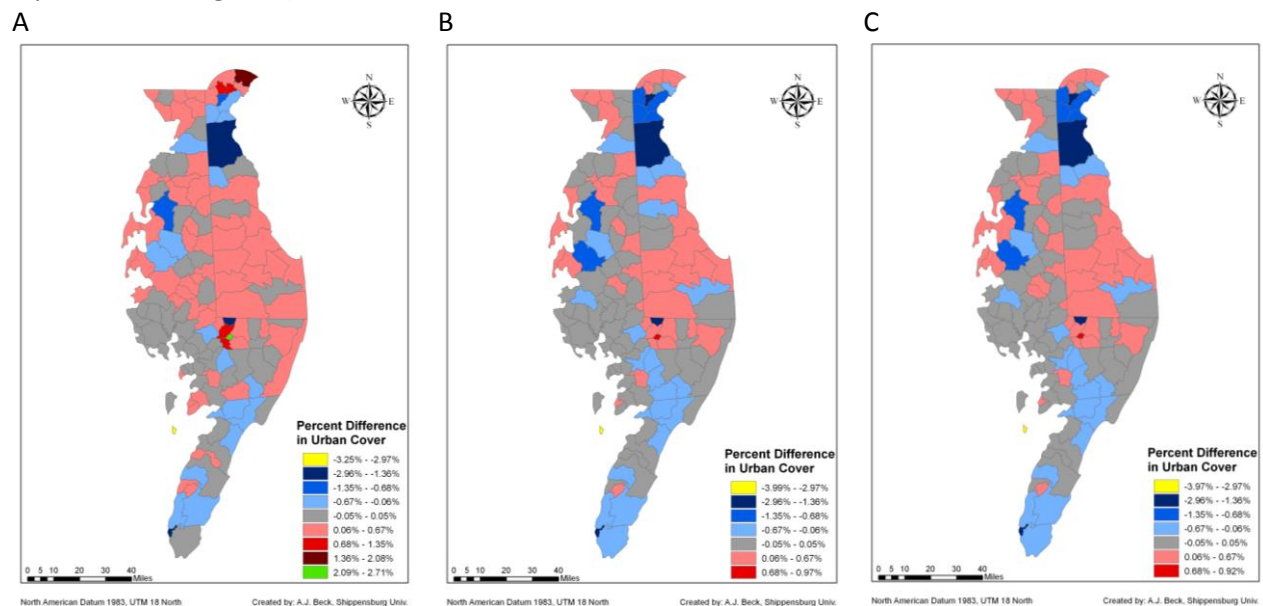 A
B
C
N
W E
S
N
W E
S
N
W E
S
Percent Difference
in Urban Cover
-3.25% - -2.97%
-2.96% - -1.36%
-1.35% - -0.68%
-0.67% - -0.06%
-0.05% - 0.05%
0.06% - 0.67%
0.68% - 1.35%
1.36% - 2.08%
2.09% - 2.71%
0 5 10 20 30 40
Miles
North American Datum 1983, UTM 18 North
Created by: A.J. Beck, Shippensburg Univ.
Percent Difference
in Urban Cover
-3.99% - -2.97%
-2.96% - -1.36%
-1.35% - -0.68%
-0.67% - -0.06%
-0.05% - 0.05%
0.06% - 0.67%
0.68% - 0.97%
0 5 10 20 30 40
Miles
North American Datum 1983, UTM 18 North
Created by: A.J. Beck, Shippensburg Univ.
Percent Difference
in Urban Cover
-3.97% - -2.97%
-2.96% - -1.36%
-1.35% - -0.68%
-0.67% - -0.06%
-0.05% - 0.05%
0.06% - 0.67%
0.68% - 0.92%
0 5 10 20 30 40
Miles
North American Datum 1983, UTM 18 North
Created by: A.J. Beck, Shippensburg Univ.